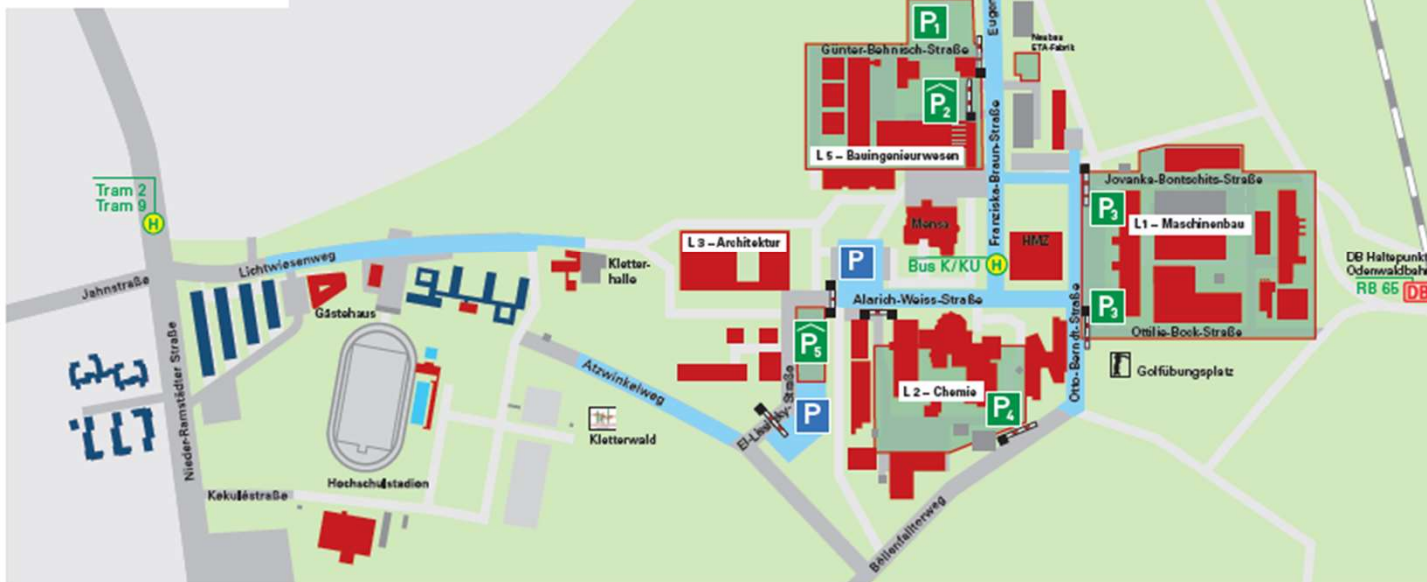 P1
Günter-Behnisch-Straße
Neubau
ETA-Fabrik
P2
L 5 – Bauingenieurwesen
Franziska-Braun-Straße
Tram 2
Tram 9
H
Jovanka-Bontschits-Straße
P3
L 1 – Maschinenbau
Mensa
HMZ
L 3 – Architektur
Lichtwiesenweg
Kletter-
halle
P
Bus K/KU H
DB Haltepunkt
Odenwaldbahn
RB 65 DB
Jahnstraße
Gästehaus
Alarich-Weiss-Straße
P3
Ottilie-Bock-Straße
Nieder-Ramstädter Straße
P5
Otto-Berndt-Straße
Golfübungsplatz
Atzwinkelweg
L 2 – Chemie
P4
P
Kletterwald
Hochschulstadion
Kekuléstraße
Böllenfallterweg